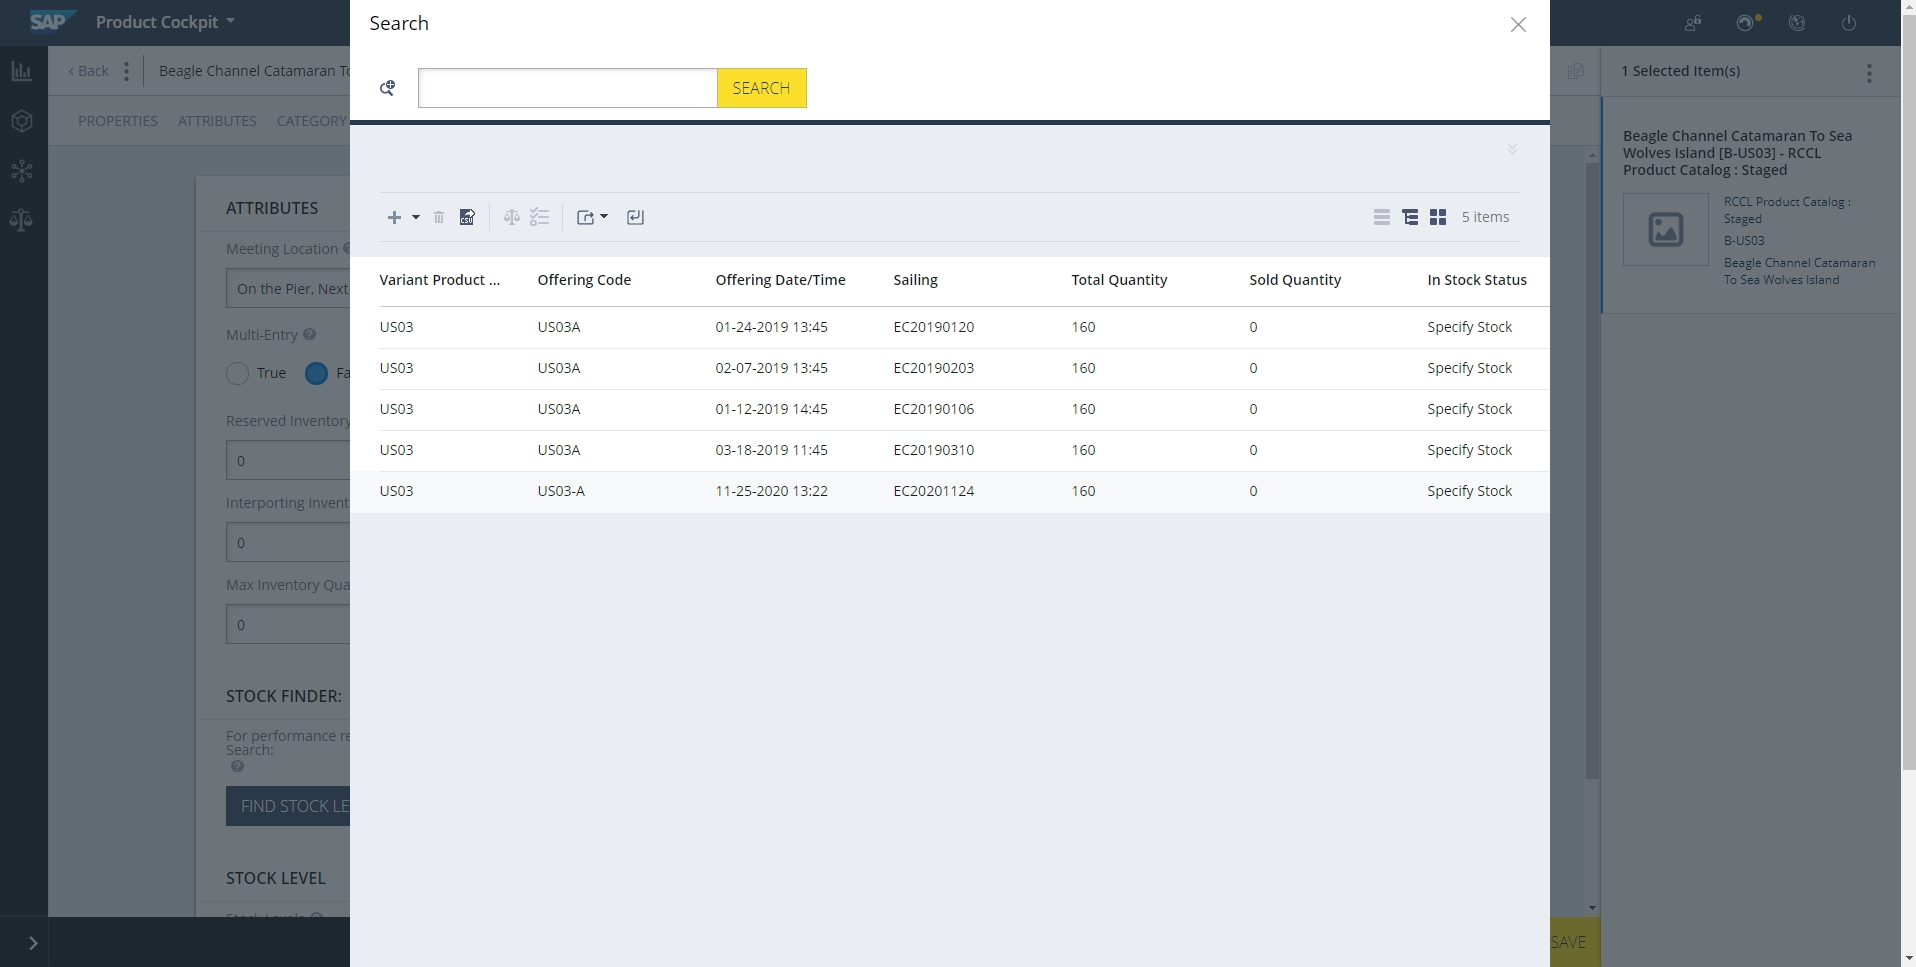 SAP Product Cockpit
Back
Beagle Channel Catamaran To
PROPERTIES ATTRIBUTES CATEGORY
ATTRIBUTES
Meeting Location
On the Pier, Next
Multi-Entry
True Fa
Reserved Inventory
0
Interporting Invent
0
Max Inventory Qua
0
STOCK FINDER:
For performance re
Search:
FIND STOCK LE
STOCK LEVEL
Stock Levels
Search
SEARCH
CSV
5 items
Variant Product ... Offering Code Offering Date/Time Sailing Total Quantity Sold Quantity In Stock Status
US03 US03A 01-24-2019 13:45 EC20190120 160 0 Specify Stock
US03 US03A 02-07-2019 13:45 EC20190203 160 0 Specify Stock
US03 US03A 01-12-2019 14:45 EC20190106 160 0 Specify Stock
US03 US03A 03-18-2019 11:45 EC20190310 160 0 Specify Stock
US03 US03-A 11-25-2020 13:22 EC20201124 160 0 Specify Stock
1 Selected Item(s)
Beagle Channel Catamaran To Sea
Wolves Island [B-US03] - RCCL
Product Catalog : Staged
RCCL Product Catalog :
Staged
B-US03
Beagle Channel Catamaran
To Sea Wolves Island
SAVE